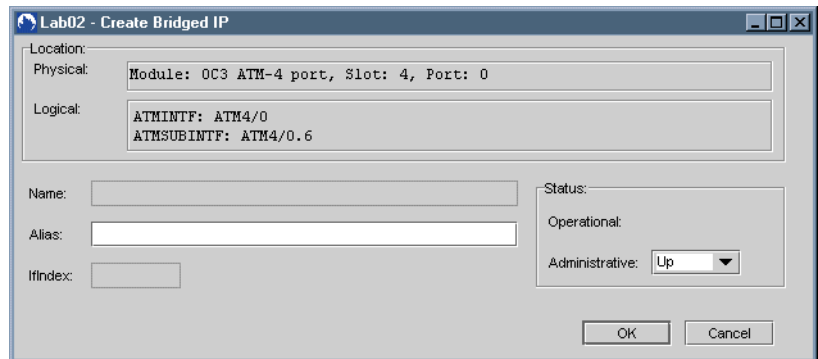 Lab02 - Create Bridged IP
Location:
Physical:
Module: OC3 ATM-4 port, Slot: 4, Port: 0
Logical:
ATMINTF: ATM4/0
ATMSUBINTF: ATM4/0.6
Name:
Alias:
IfIndex:
Status:
Operational:
Administrative: Up
OK Cancel